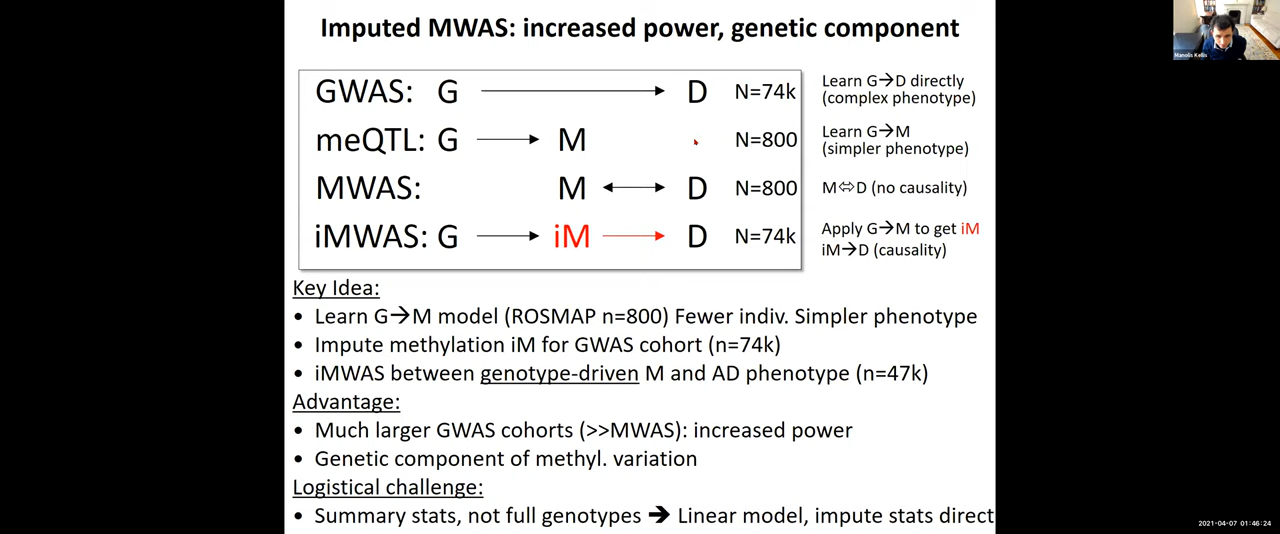 Imputed MWAS: increased power, genetic component
GWAS: G → D N=74k Learn G→D directly
(complex phenotype)
meQTL: G → M N=800 Learn G→M
(simpler phenotype)
MWAS: M ↔ D N=800 M⇔D (no causality)
iMWAS: G → iM → D N=74k Apply G→M to get iM
iM→D (causality)
Key Idea:
• Learn G→M model (ROSMAP n=800) Fewer indiv. Simpler phenotype
• Impute methylation iM for GWAS cohort (n=74k)
• iMWAS between genotype-driven M and AD phenotype (n=47k)
Advantage:
• Much larger GWAS cohorts (>>MWAS): increased power
• Genetic component of methyl. variation
Logistical challenge:
• Summary stats, not full genotypes → Linear model, impute stats direct
Manolis Kellis
2021-04-07 01:46:24